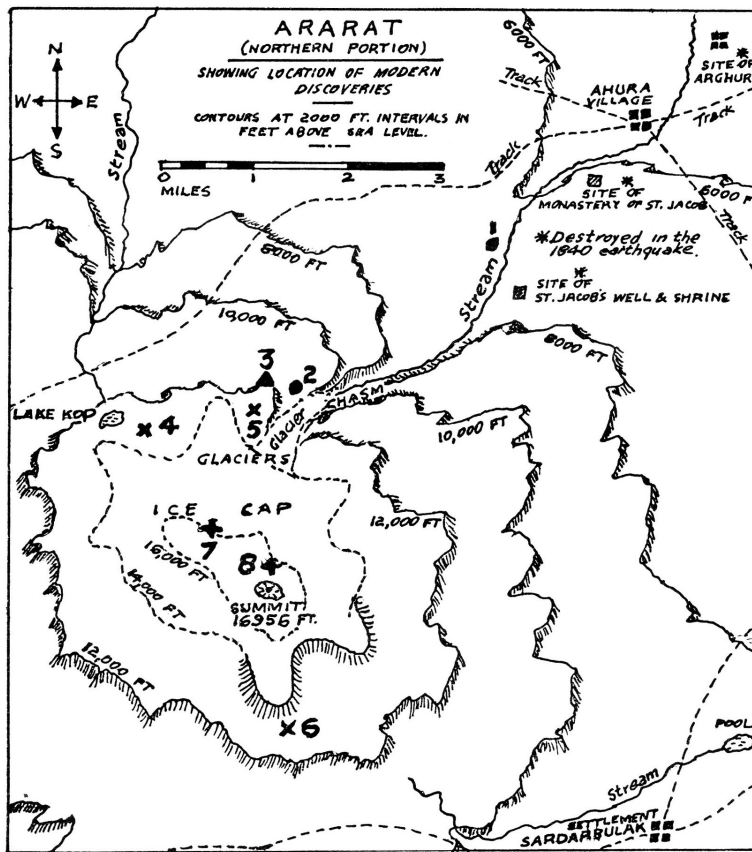 ARARAT
(NORTHERN PORTION)
SHOWING LOCATION OF MODERN
DISCOVERIES
CONTOURS AT 2000 FT. INTERVALS IN
FEET ABOVE SEA LEVEL.
0 1 2 3
MILES
N
W E
S
Stream
6000 FT
Track
AHURA
VILLAGE
SITE OF
ARGHURI
Track
Track
SITE OF
MONASTERY OF ST. JACOB
6000 FT
Track
1
*Destroyed in the
1840 earthquake.
*
SITE OF
ST. JACOB'S WELL & SHRINE
Stream
8000 FT
10,000 FT
8000 FT
3
2
CHASM
LAKE KOP
x4
x
5
Glacier
GLACIERS
10,000 FT
12,000 FT
ICE CAP
7
16,000 FT
8
14,000 FT
SUMMIT
16956 FT.
12,000 FT
x6
POOL
Stream
SETTLEMENT
SARDARBULAK